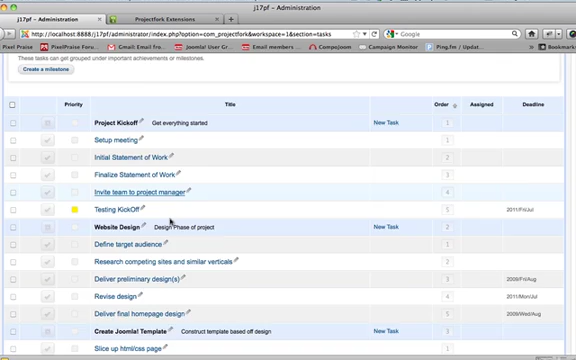 j17pf - Administration
j17pf - Administration
Projectfork Extensions
http://localhost:8888/j17pf/administrator/index.php?option=com_projectfork&workspace=1&section=tasks
Google
Pixel Praise
PixelPraise Forum
Gmail: Email fro...
Joomla! User Gr...
Email members ...
Compojoom
Campaign Monitor
Ping.fm / Updat...
Bookmarks
These tasks can get grouped under important achievements or milestones.
Create a milestone
Priority Title Order Assigned Deadline
Project Kickoff Get everything started New Task 1
Setup meeting 1
Initial Statement of Work 2
Finalize Statement of Work 3
Invite team to project manager 4
Testing KickOff 5 2011/Fri/Jul
Website Design Design Phase of project New Task 2
Define target audience 1
Research competing sites and similar verticals 2
Deliver preliminary design(s) 3 2009/Fri/Aug
Revise design 4 2011/Mon/Jul
Deliver final homepage design 5 2009/Wed/Aug
Create Joomla! Template Construct template based off design New Task 3
Slice up html/css page 1